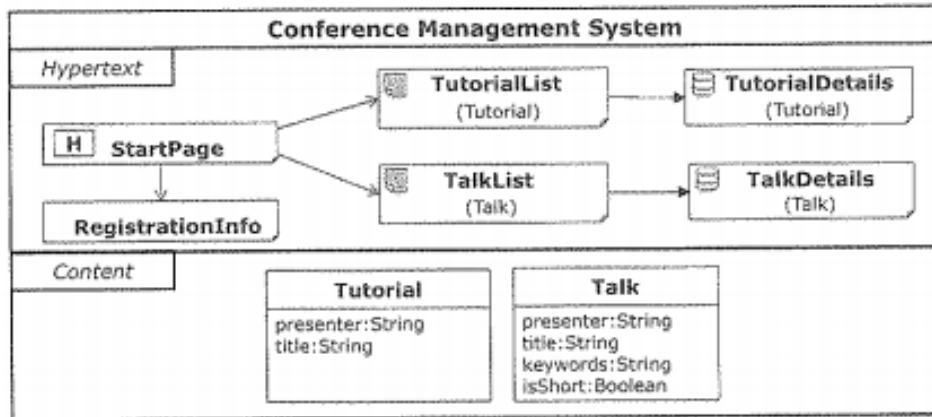 Conference Management System
Hypertext
TutorialList
(Tutorial)
TutorialDetails
(Tutorial)
H StartPage
TalkList
(Talk)
TalkDetails
(Talk)
RegistrationInfo
Content
Tutorial
presenter:String
title:String
Talk
presenter:String
title:String
keywords:String
isShort:Boolean